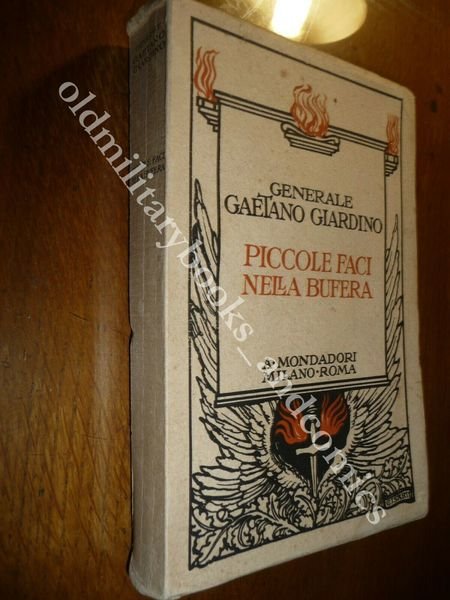 GENERALE
GAETANO GIARDINO
PICCOLE FACI
NELLA BUFERA
A·MONDADORI
MILANO·ROMA
oldmilitarybooks_andcomics